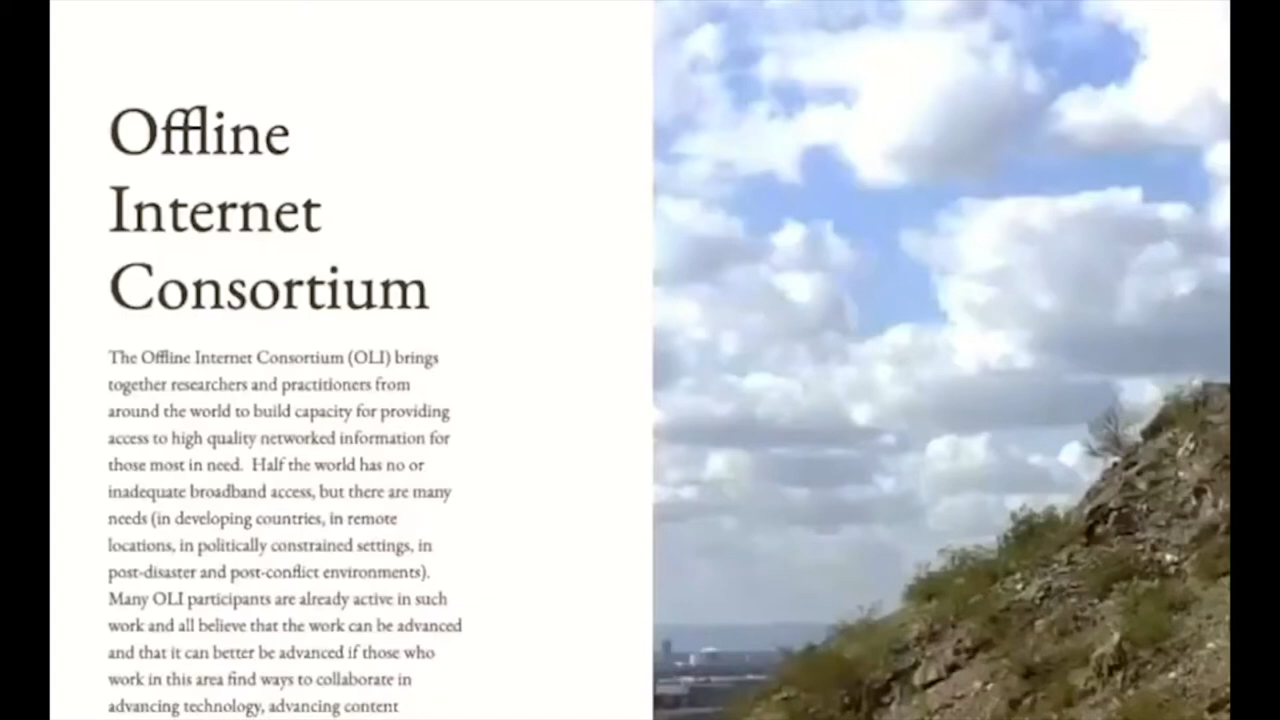 Offline
Internet
Consortium
The Offline Internet Consortium (OLI) brings
together researchers and practitioners from
around the world to build capacity for providing
access to high quality networked information for
those most in need.  Half the world has no or
inadequate broadband access, but there are many
needs (in developing countries, in remote
locations, in politically constrained settings, in
post-disaster and post-conflict environments).
Many OLI participants are already active in such
work and all believe that the work can be advanced
and that it can better be advanced if those who
work in this area find ways to collaborate in
advancing technology, advancing content